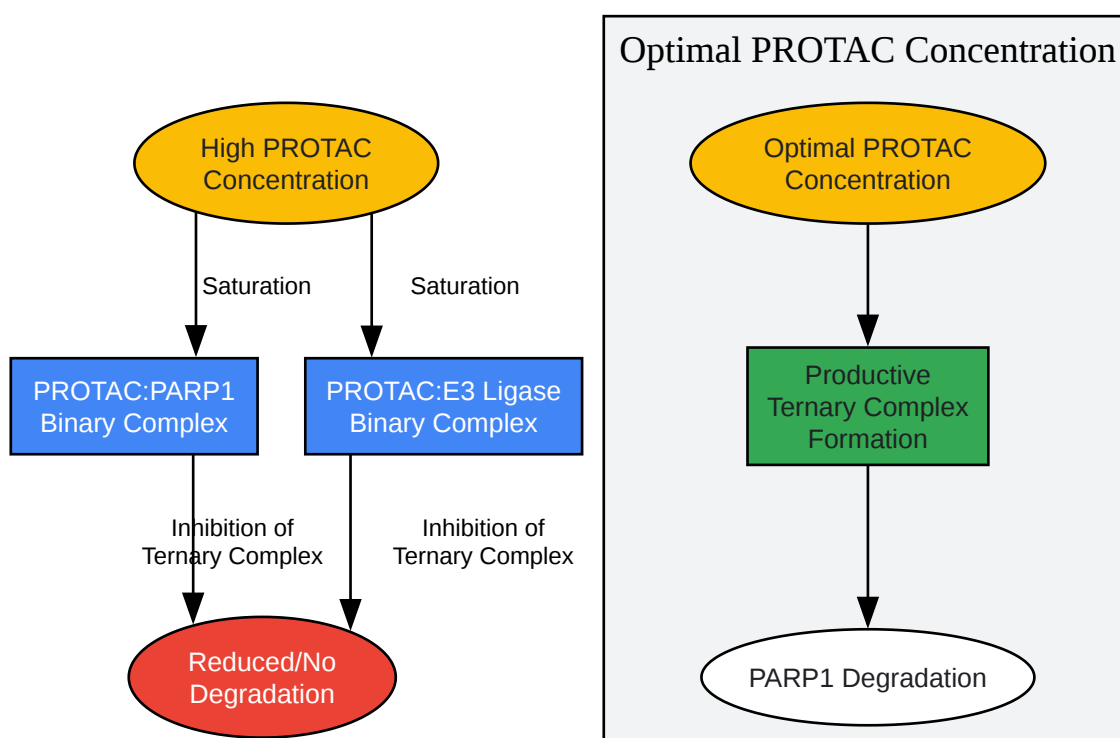 Optimal PROTAC Concentration
High PROTAC
Concentration
Optimal PROTAC
Concentration
Saturation
Saturation
PROTAC:PARP1
Binary Complex
PROTAC:E3 Ligase
Binary Complex
Productive
Ternary Complex
Formation
Inhibition of
Ternary Complex
Inhibition of
Ternary Complex
Reduced/No
Degradation
PARP1 Degradation